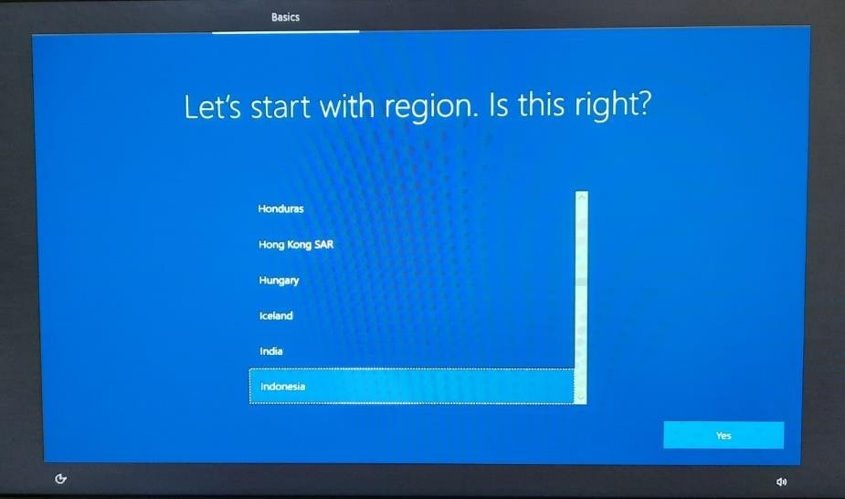 Basics
Let's start with region. Is this right?
Honduras
Hong Kong SAR
Hungary
Iceland
India
Indonesia
Yes